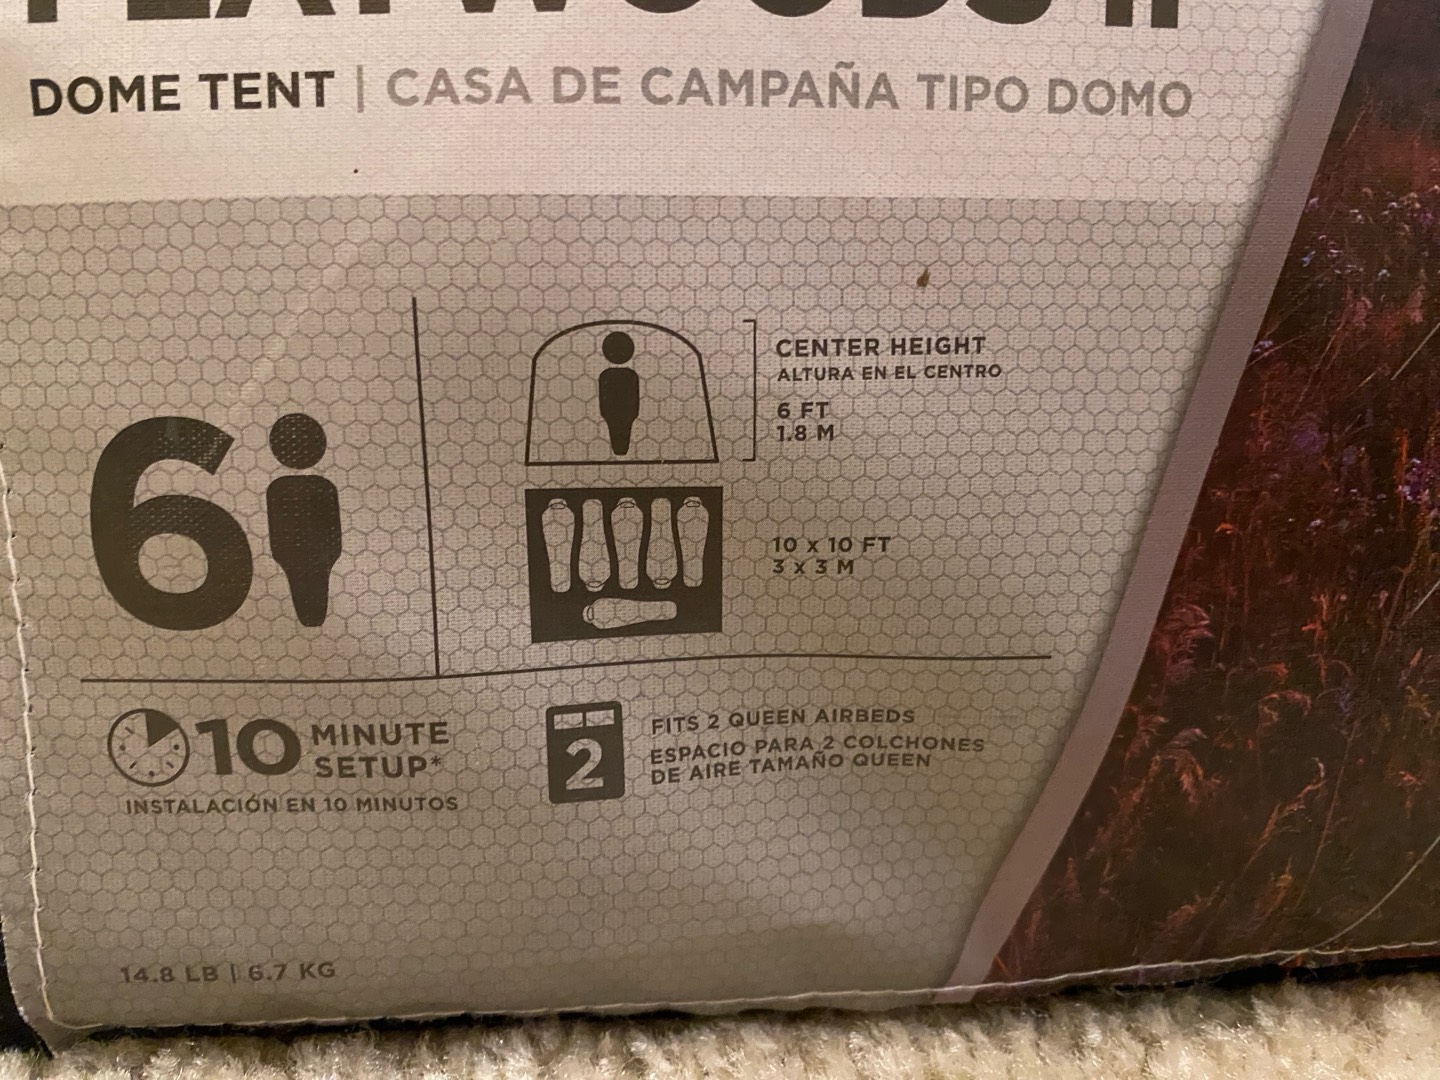 FLATWOODS II
DOME TENT | CASA DE CAMPAÑA TIPO DOMO
CENTER HEIGHT
ALTURA EN EL CENTRO
6 FT
1.8 M
6
10 x 10 FT
3 x 3 M
10 MINUTE
SETUP*
INSTALACIÓN EN 10 MINUTOS
2
FITS 2 QUEEN AIRBEDS
ESPACIO PARA 2 COLCHONES
DE AIRE TAMAÑO QUEEN
14.8 LB | 6.7 KG